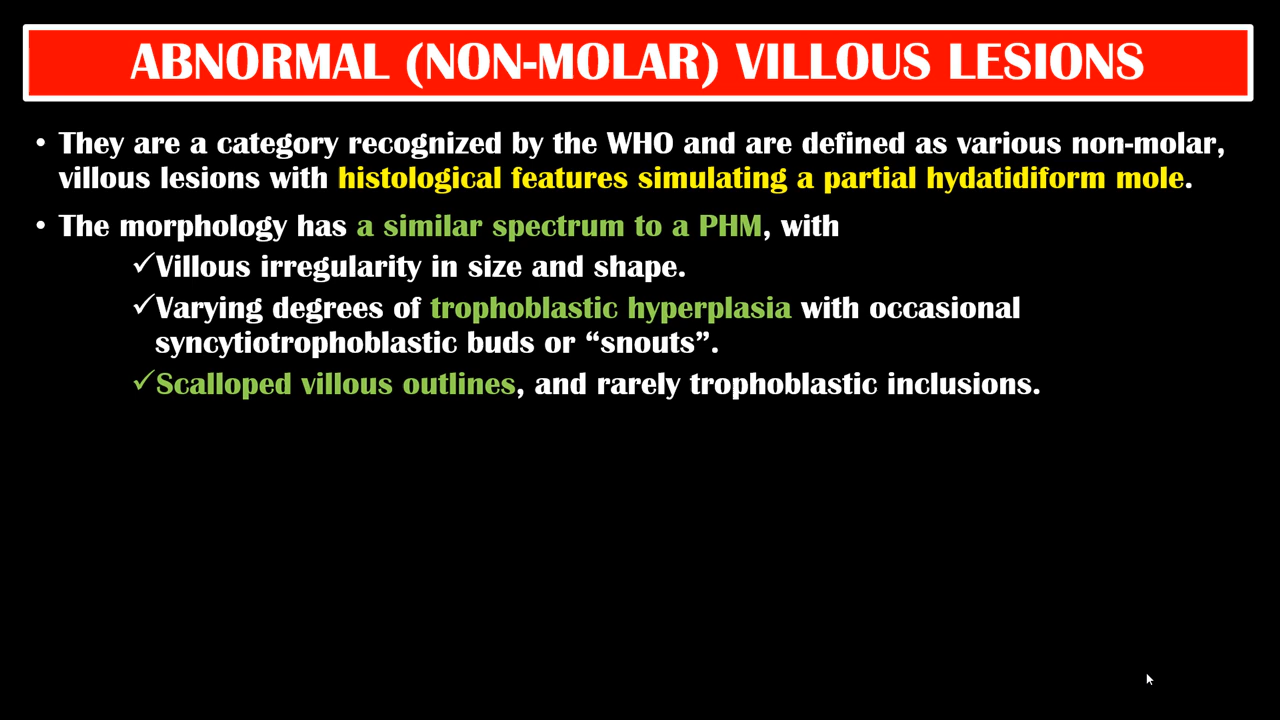 ABNORMAL (NON-MOLAR) VILLOUS LESIONS
• They are a category recognized by the WHO and are defined as various non-molar,
villous lesions with histological features simulating a partial hydatidiform mole.
• The morphology has a similar spectrum to a PHM, with
✓Villous irregularity in size and shape.
✓Varying degrees of trophoblastic hyperplasia with occasional
syncytiotrophoblastic buds or “snouts”.
✓Scalloped villous outlines, and rarely trophoblastic inclusions.